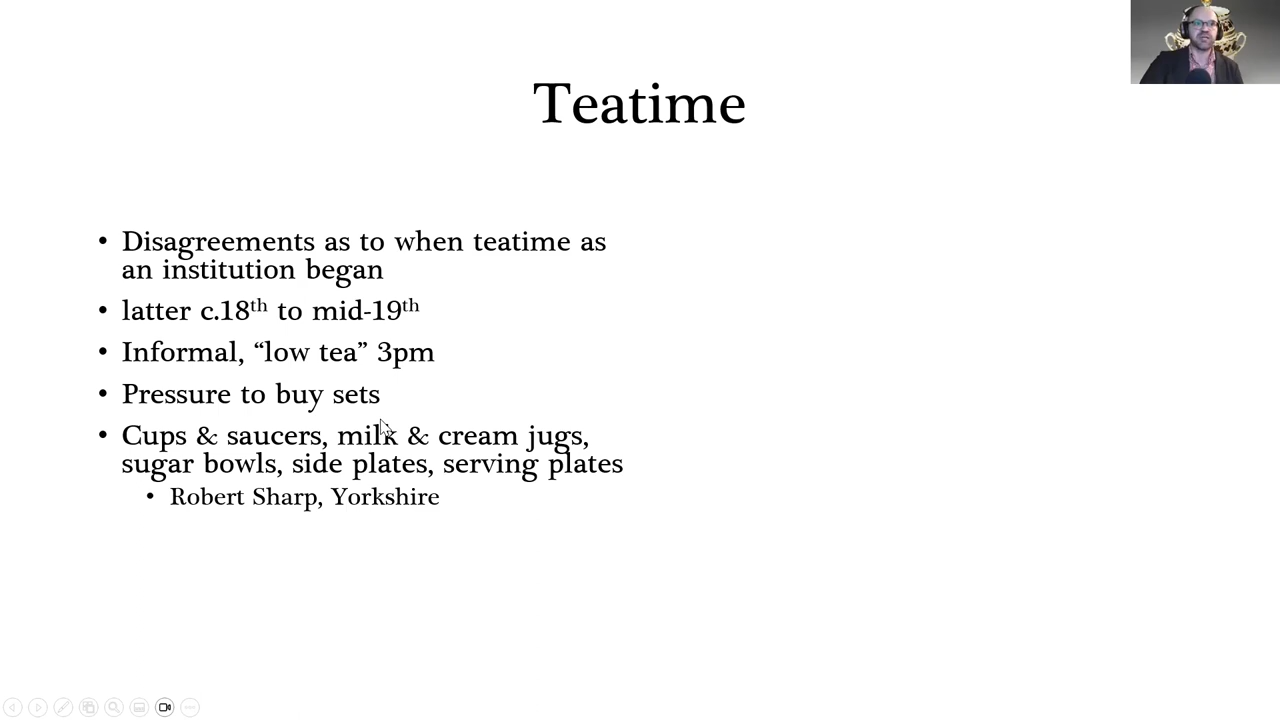 Teatime
• Disagreements as to when teatime as
an institution began
• latter c.18th to mid-19th
• Informal, “low tea” 3pm
• Pressure to buy sets
• Cups & saucers, milk & cream jugs,
sugar bowls, side plates, serving plates
• Robert Sharp, Yorkshire